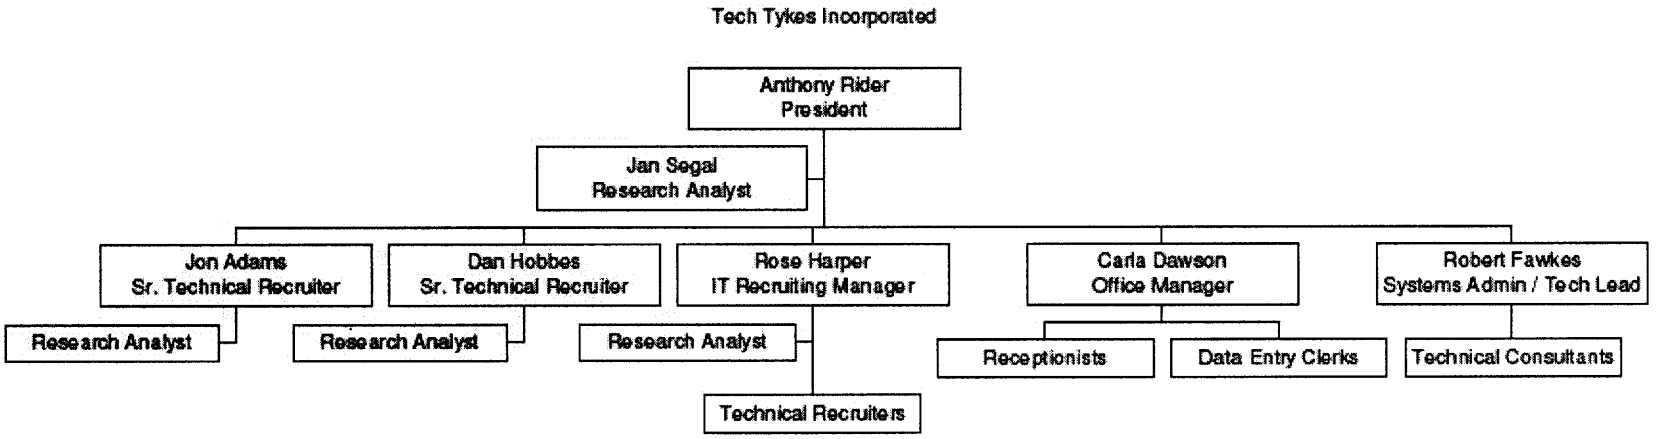 Tech Tykes Incorporated
Anthony Rider
President
Jan Segal
Research Analyst
Jon Adams
Sr. Technical Recruiter
Dan Hobbes
Sr. Technical Recruiter
Rose Harper
IT Recruiting Manager
Carla Dawson
Office Manager
Robert Fawkes
Systems Admin / Tech Lead
Research Analyst
Research Analyst
Research Analyst
Receptionists
Data Entry Clerks
Technical Consultants
Technical Recruiters